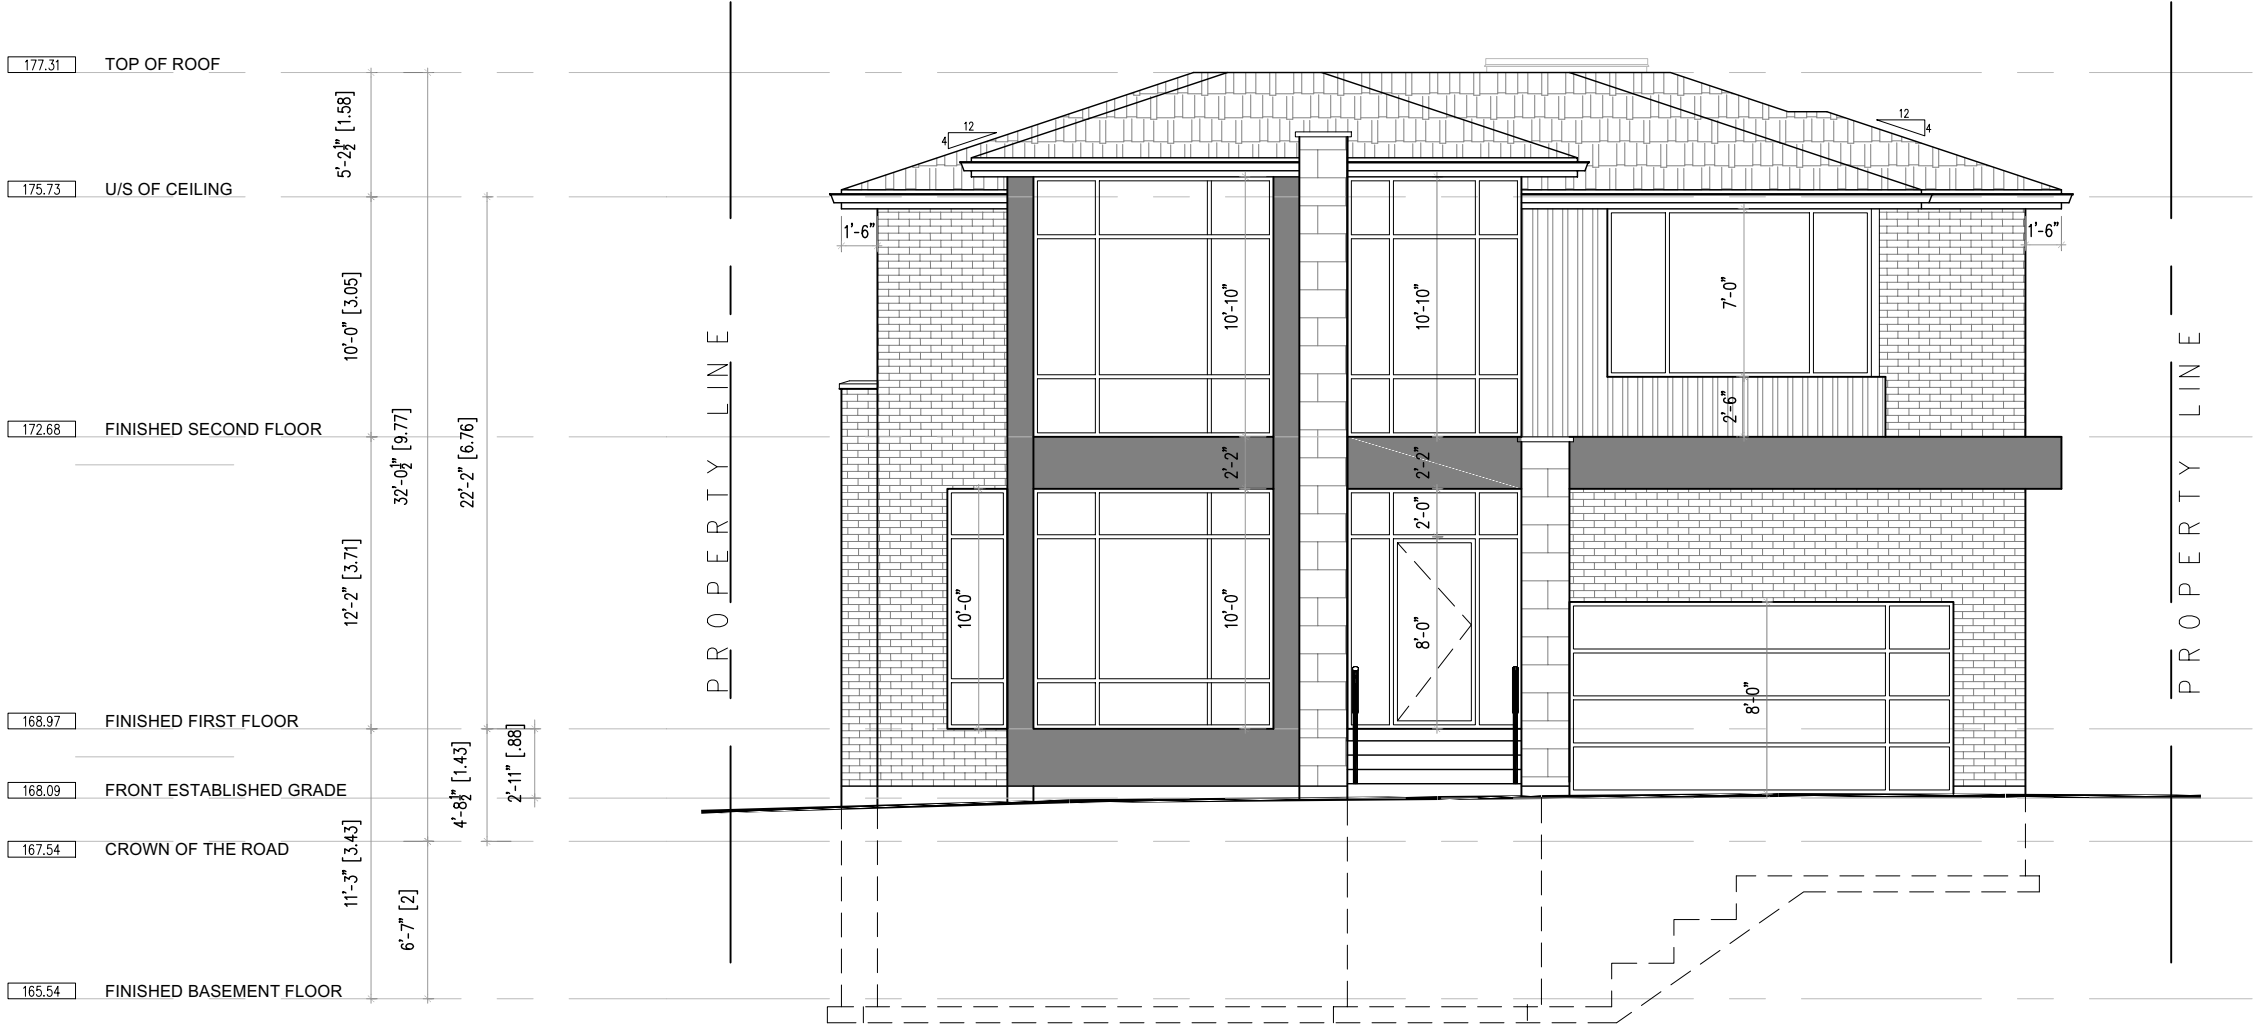 177.31 TOP OF ROOF
175.73 U/S OF CEILING
172.68 FINISHED SECOND FLOOR
168.97 FINISHED FIRST FLOOR
168.09 FRONT ESTABLISHED GRADE
167.54 CROWN OF THE ROAD
165.54 FINISHED BASEMENT FLOOR
5'-2½" [1.58]
10'-0" [3.05]
12'-2" [3.71]
11'-3" [3.43]
32'-0½" [9.77]
6'-7" [2]
22'-2" [6.76]
4'-8½" [1.43]
2'-11" [.88]
PROPERTY LINE
12
4
1'-6"
10'-10"
10'-10"
7'-0"
2'-6"
2'-2"
2'-2"
2'-0"
10'-0"
10'-0"
8'-0"
8'-0"
12
4
1'-6"
PROPERTY LINE